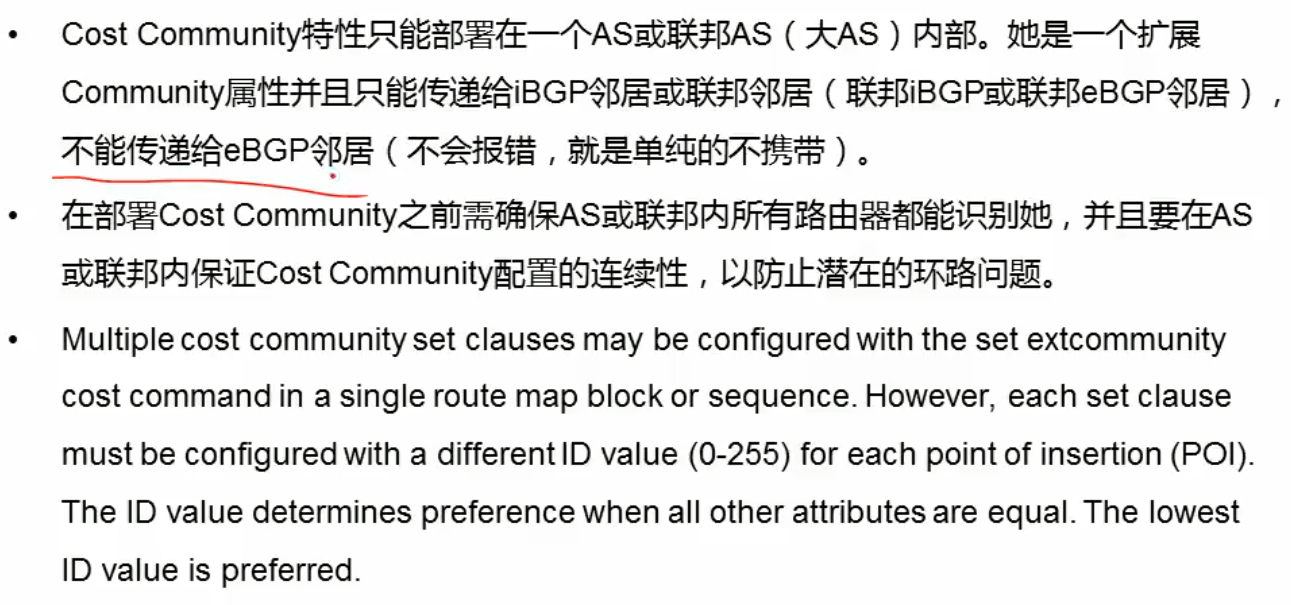 • Cost Community特性只能部署在一个AS或联邦AS（大AS）内部。她是一个扩展
Community属性并且只能传递给iBGP邻居或联邦邻居（联邦iBGP或联邦eBGP邻居），
不能传递给eBGP邻居（不会报错，就是单纯的不携带）。
• 在部署Cost Community之前需确保AS或联邦内所有路由器都能识别她，并且要在AS
或联邦内保证Cost Community配置的连续性，以防止潜在的环路问题。
• Multiple cost community set clauses may be configured with the set extcommunity
cost command in a single route map block or sequence. However, each set clause
must be configured with a different ID value (0-255) for each point of insertion (POI).
The ID value determines preference when all other attributes are equal. The lowest
ID value is preferred.